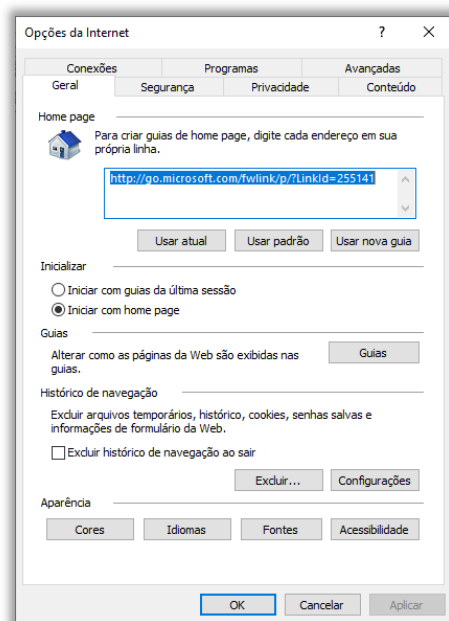 Opções da Internet
? X
Conexões Programas Avançadas
Geral Segurança Privacidade Conteúdo
Home page
Para criar guias de home page, digite cada endereço em sua
própria linha.
http://go.microsoft.com/fwlink/p/?LinkId=255141
Usar atual Usar padrão Usar nova guia
Inicializar
Iniciar com guias da última sessão
Iniciar com home page
Guias
Alterar como as páginas da Web são exibidas nas
guias.
Guias
Histórico de navegação
Excluir arquivos temporários, histórico, cookies, senhas salvas e
informações de formulário da Web.
Excluir histórico de navegação ao sair
Excluir... Configurações
Aparência
Cores Idiomas Fontes Acessibilidade
OK Cancelar Aplicar